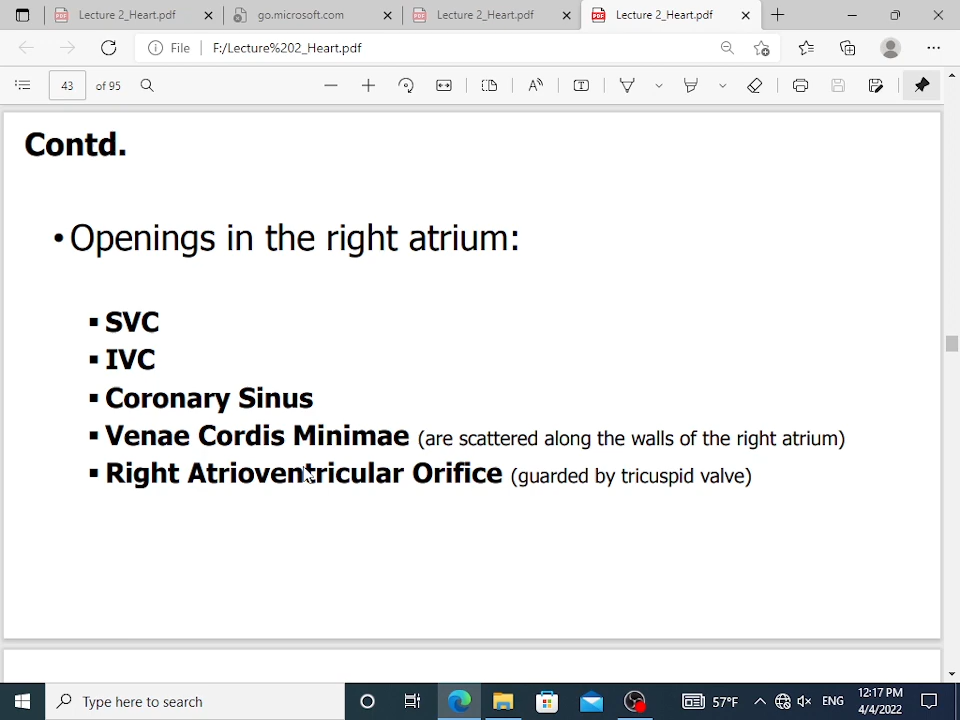 Lecture 2_Heart.pdf
go.microsoft.com
Lecture 2_Heart.pdf
Lecture 2_Heart.pdf
File
F:/Lecture%202_Heart.pdf
43 of 95
Contd.
• Openings in the right atrium:
▪ SVC
▪ IVC
▪ Coronary Sinus
▪ Venae Cordis Minimae (are scattered along the walls of the right atrium)
▪ Right Atrioventricular Orifice (guarded by tricuspid valve)
Type here to search
57°F
ENG
12:17 PM
4/4/2022